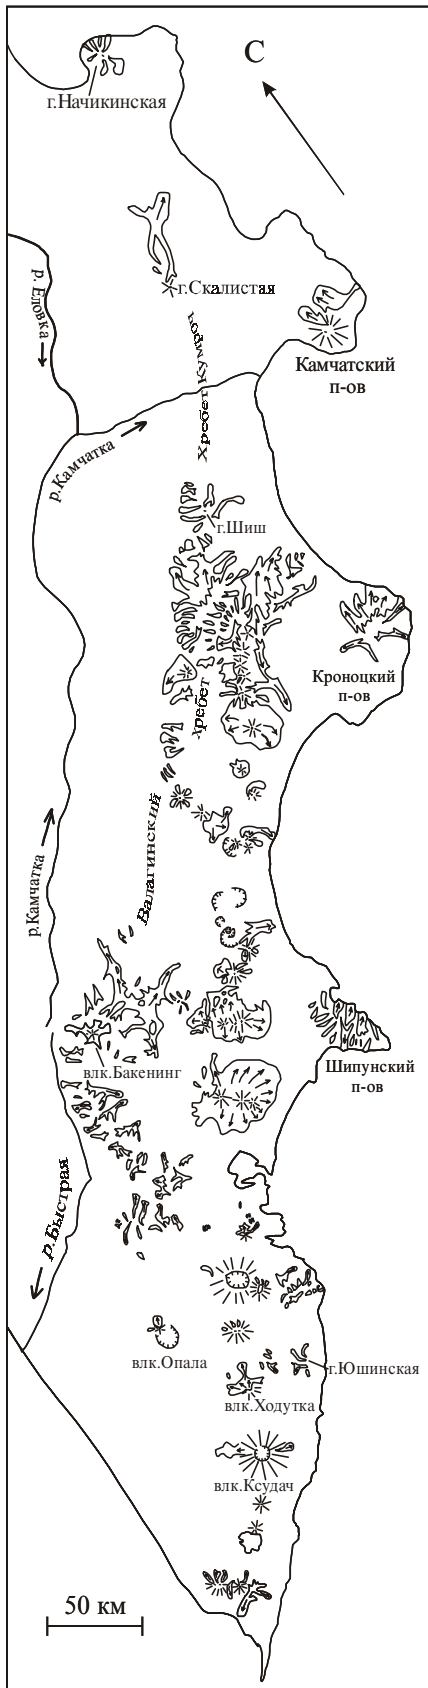 С
г.Начикинская
г.Скалистая
р. Еловка
Камчатский
п-ов
Хребет Кумроч
р.Камчатка
г.Шиш
Кроноцкий
п-ов
Хребет
Валагинский
р.Камчатка
Шипунский
п-ов
влк.Бакенинг
р.Быстрая
влк.Опала
г.Юшинская
влк.Ходутка
влк.Ксудач
50 км